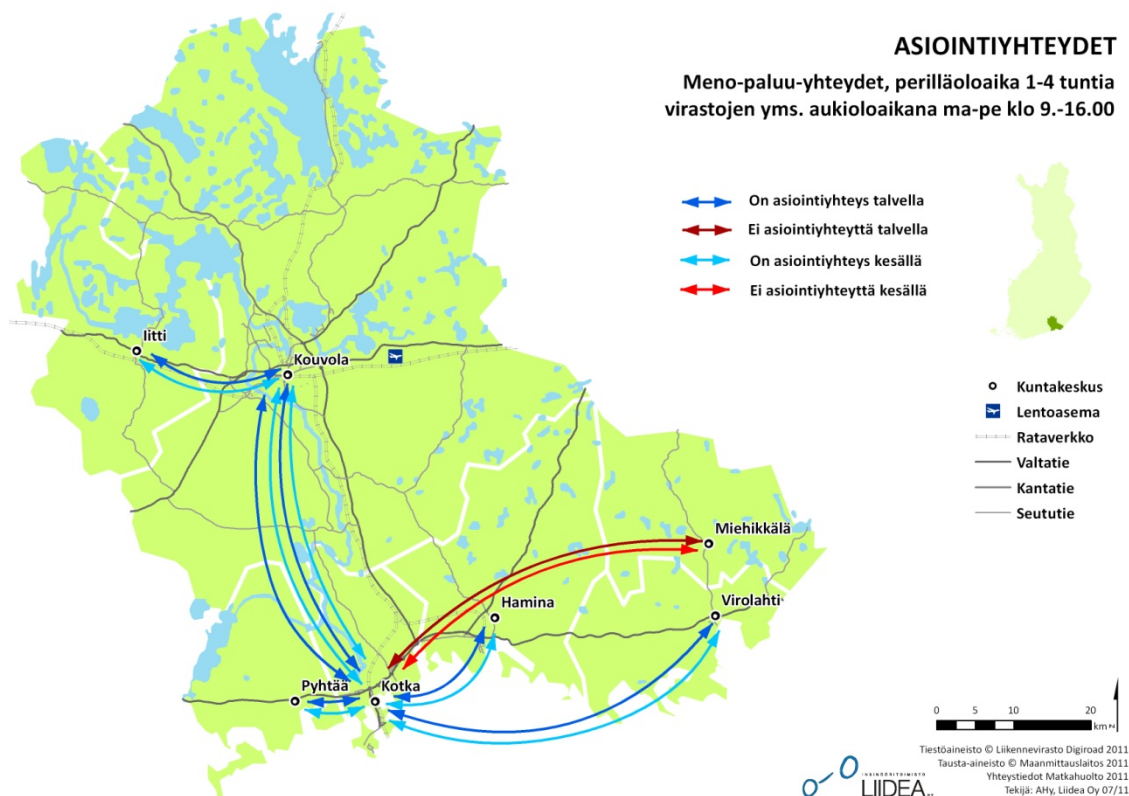 ASIOINTIYHTEYDET
Meno-paluu-yhteydet, perilläoloaika 1-4 tuntia
virastojen yms. aukioloaikana ma-pe klo 9.-16.00
On asiointiyhteys talvella
Ei asiointiyhteyttä talvella
On asiointiyhteys kesällä
Ei asiointiyhteyttä kesällä
Iitti
Kouvola
Kuntakeskus
Lentoasema
Rataverkko
Valtatie
Kantatie
Seututie
Miehikkälä
Virolahti
Hamina
Pyhtää
Kotka
0 10 20
km
N
Tiestöaineisto © Liikennevirasto Digiroad 2011
Tausta-aineisto © Maanmittauslaitos 2011
Yhteystiedot Matkahuolto 2011
Tekijä: AHy, Liidea Oy 07/11
INSINÖÖRITOIMISTO
LIIDEA